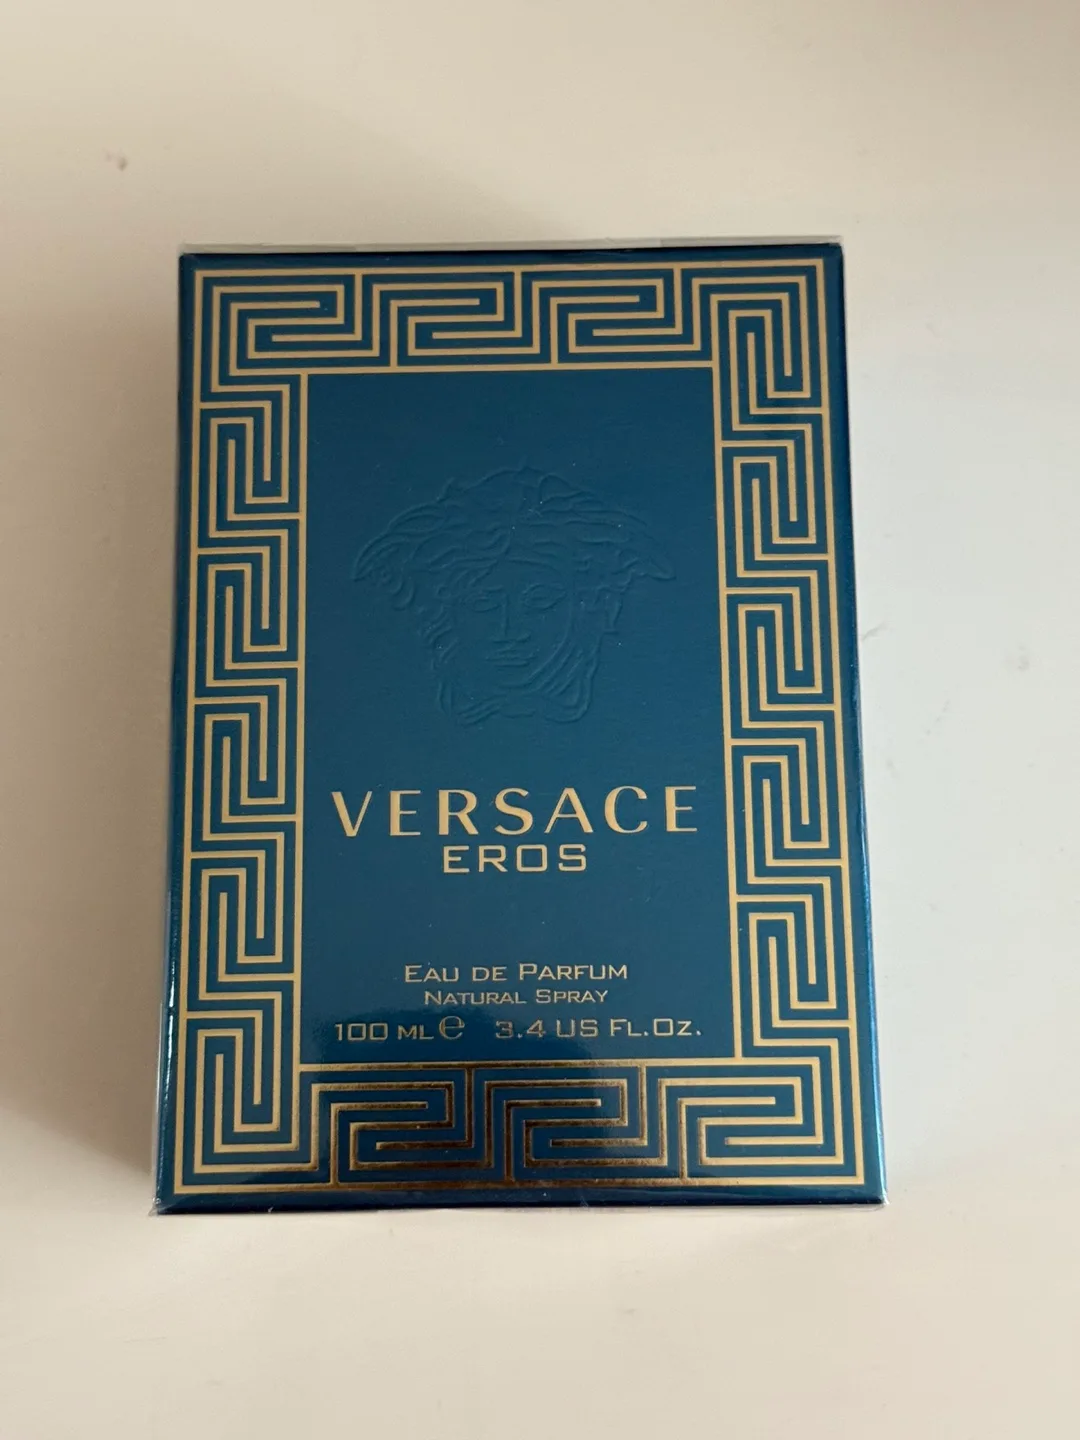 VERSACE
EROS
EAU DE PARFUM
NATURAL SPRAY
100 ML ℮ 3.4 US FL.OZ.